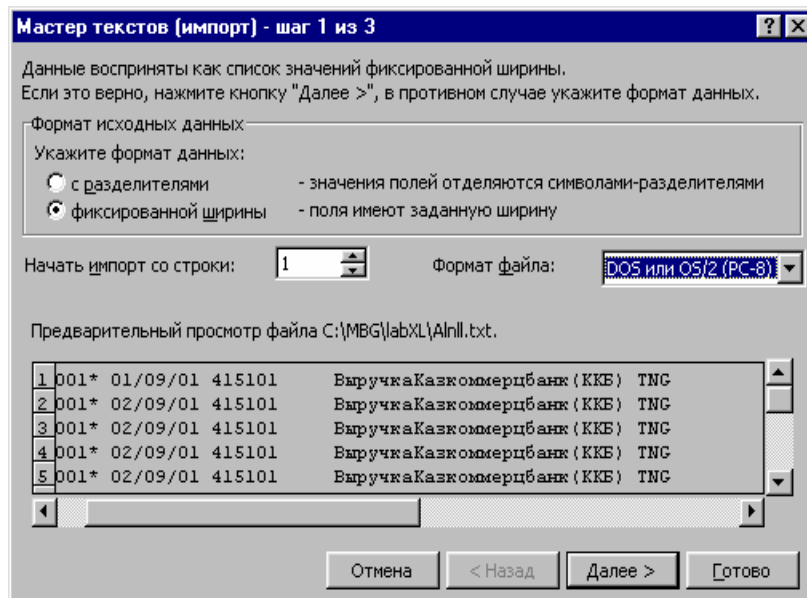 Мастер текстов (импорт) - шаг 1 из 3
Данные восприняты как список значений фиксированной ширины.
Если это верно, нажмите кнопку "Далее >", в противном случае укажите формат данных.
Формат исходных данных
Укажите формат данных:
с разделителями - значения полей отделяются символами-разделителями
фиксированной ширины - поля имеют заданную ширину
Начать импорт со строки: 1 Формат файла: DOS или OS/2 (PC-8)
Предварительный просмотр файла C:\MBG\labXL\Alnll.txt.
1 001* 01/09/01 415101 ВыручкаКазкоммерцбанк(ККБ) TNG
2 001* 02/09/01 415101 ВыручкаКазкоммерцбанк(ККБ) TNG
3 001* 02/09/01 415101 ВыручкаКазкоммерцбанк(ККБ) TNG
4 001* 02/09/01 415101 ВыручкаКазкоммерцбанк(ККБ) TNG
5 001* 02/09/01 415101 ВыручкаКазкоммерцбанк(ККБ) TNG
Отмена < Назад Далее > Готово